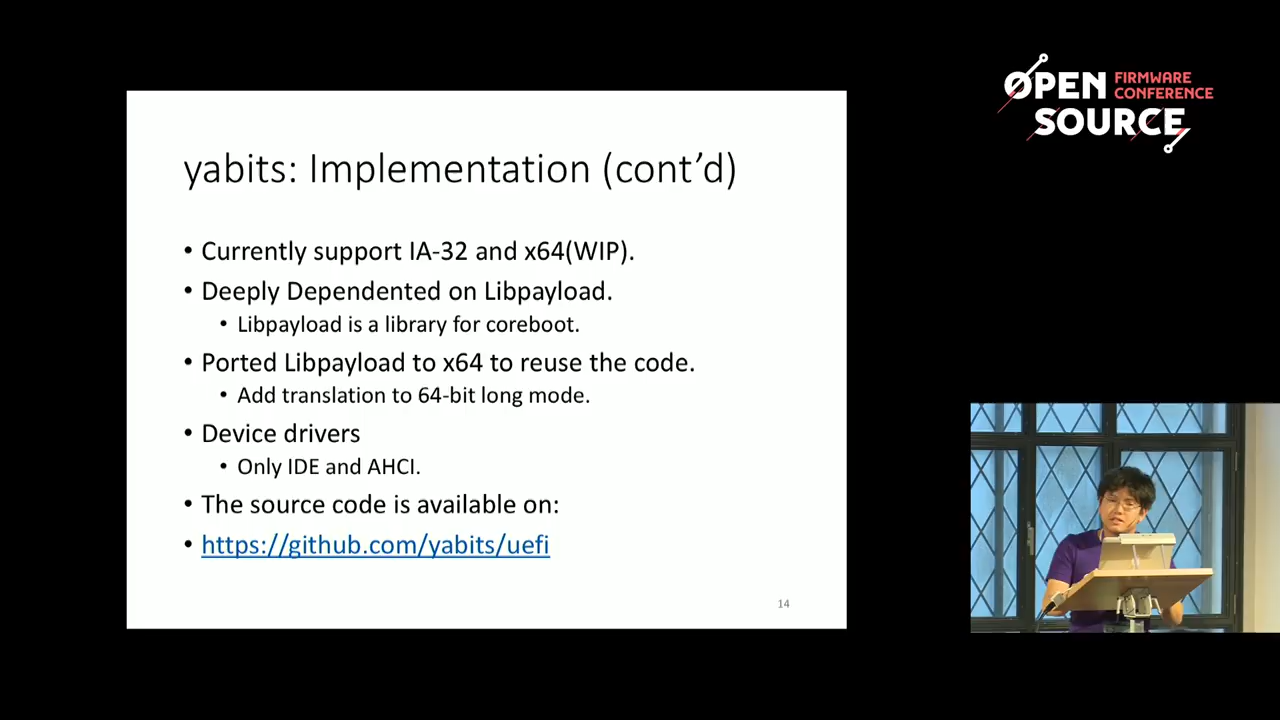 OPEN FIRMWARE
CONFERENCE
SOURCE
yabits: Implementation (cont’d)
• Currently support IA-32 and x64(WIP).
• Deeply Dependented on Libpayload.
• Libpayload is a library for coreboot.
• Ported Libpayload to x64 to reuse the code.
• Add translation to 64-bit long mode.
• Device drivers
• Only IDE and AHCI.
• The source code is available on:
• https://github.com/yabits/uefi
14